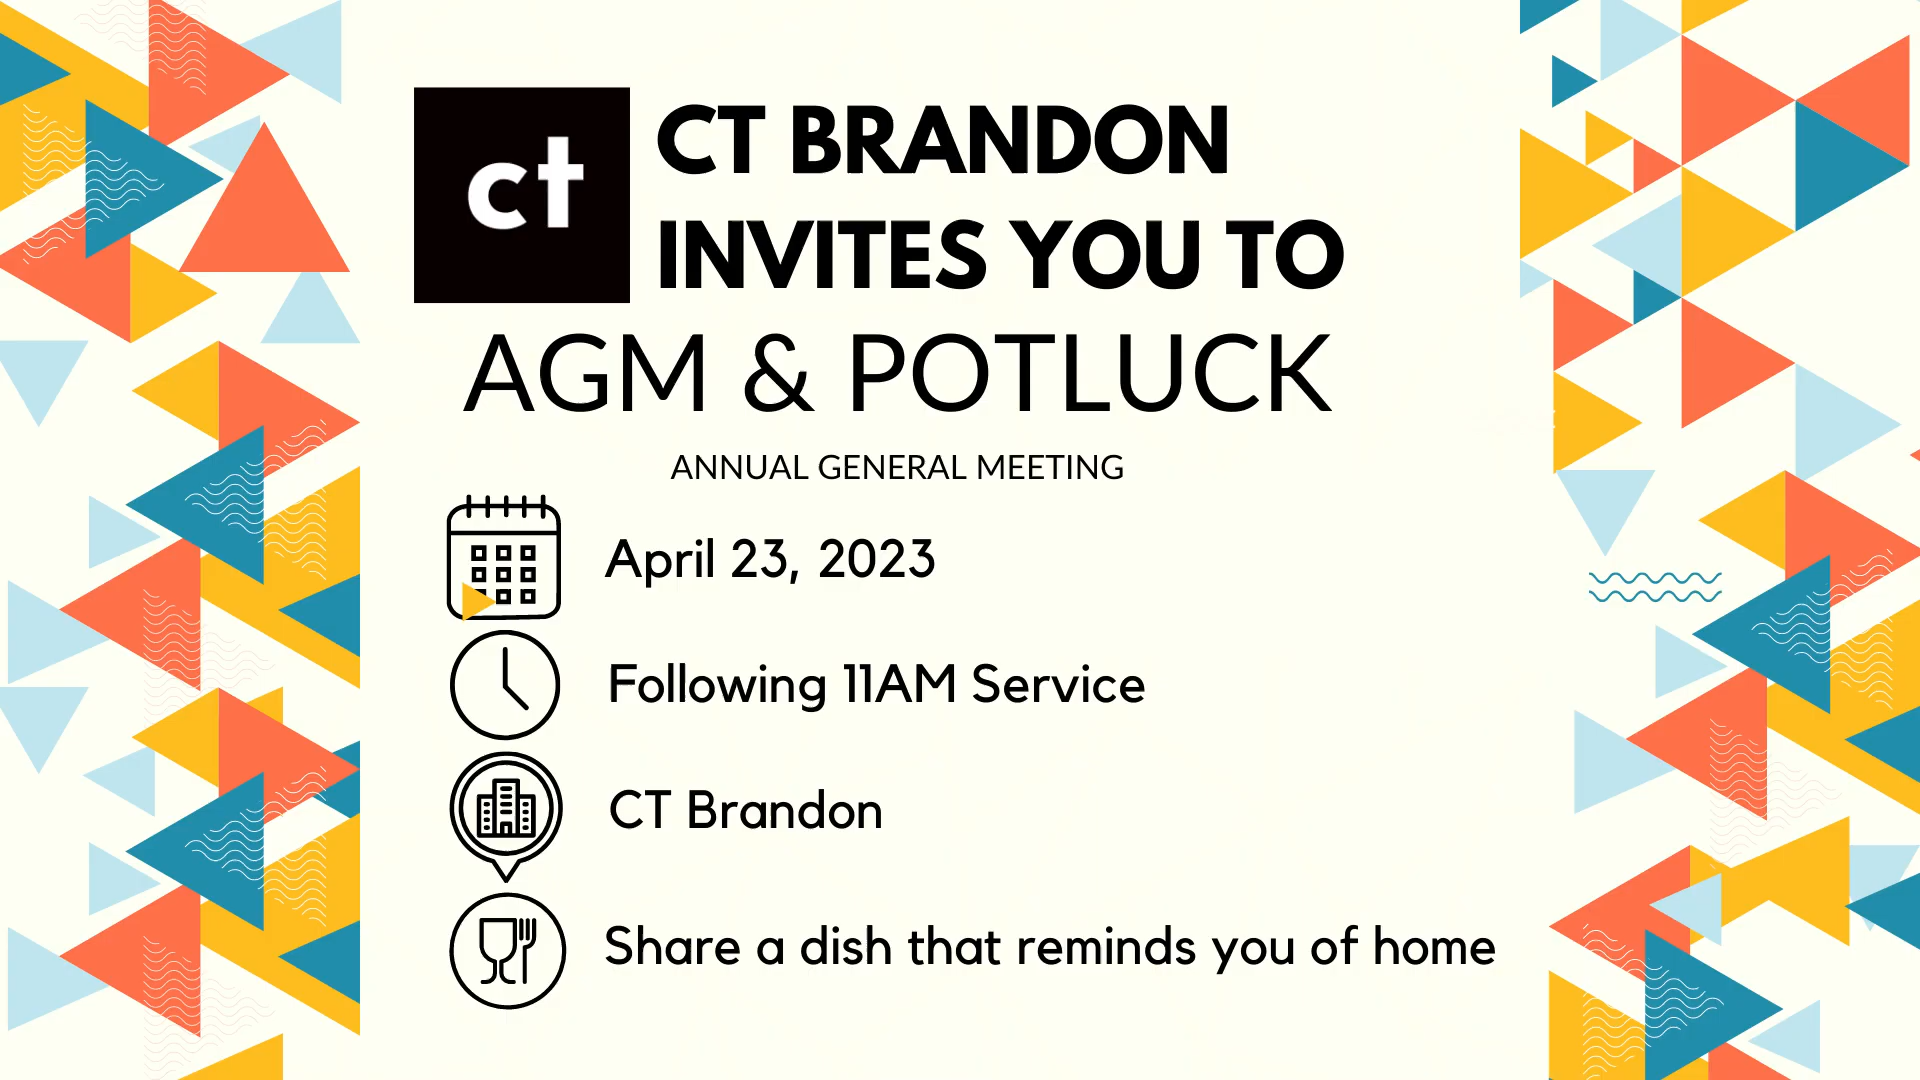 ct
CT BRANDON
INVITES YOU TO
AGM & POTLUCK
ANNUAL GENERAL MEETING
April 23, 2023
Following 11AM Service
CT Brandon
Share a dish that reminds you of home